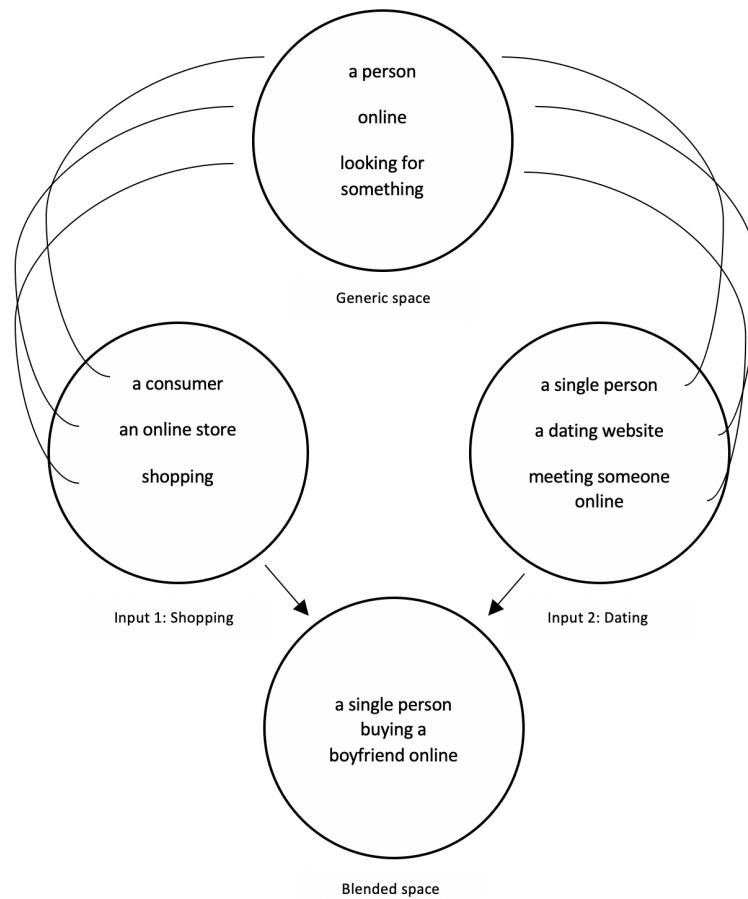 a person
online
looking for
something
Generic space
a consumer
an online store
shopping
Input 1: Shopping
a single person
a dating website
meeting someone
online
Input 2: Dating
a single person
buying a
boyfriend online
Blended space